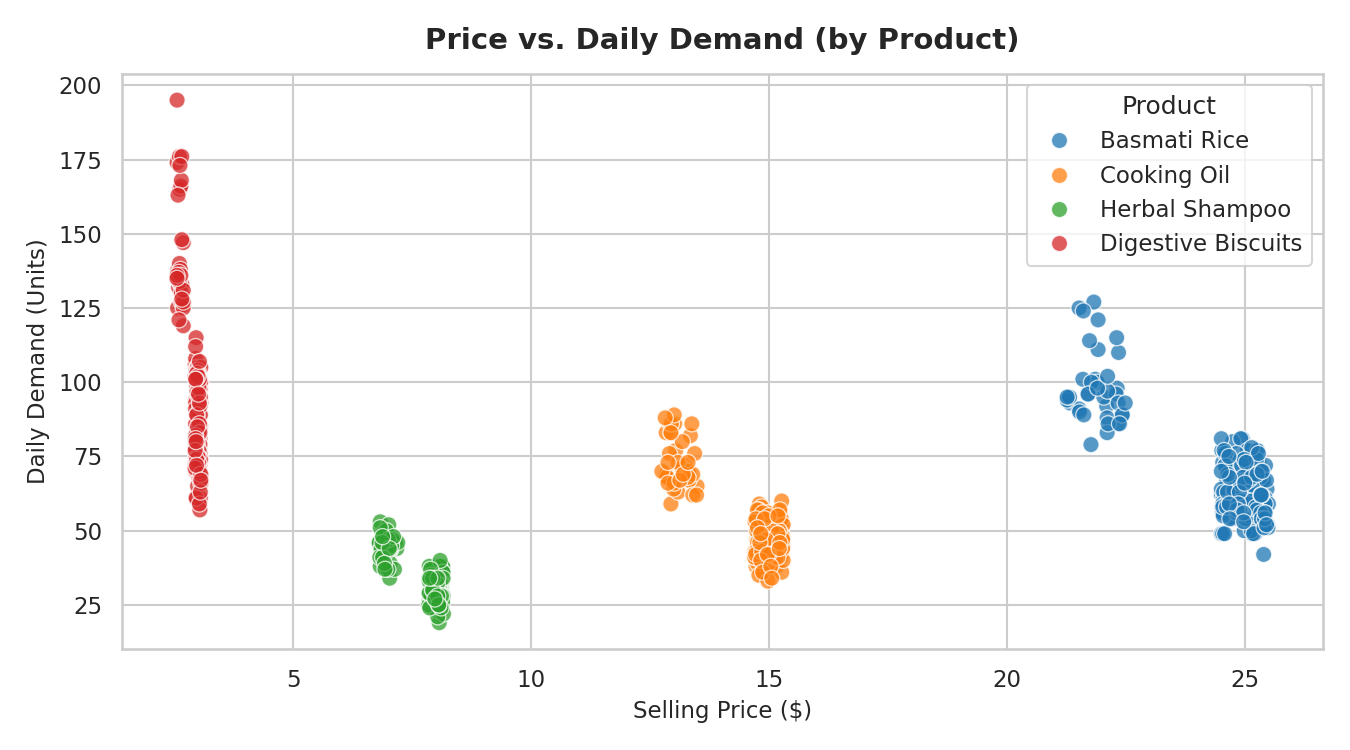 Price vs. Daily Demand (by Product)
Daily Demand (Units)
200
175
150
125
100
75
50
25
Product
Basmati Rice
Cooking Oil
Herbal Shampoo
Digestive Biscuits
5 10 15 20 25
Selling Price ($)